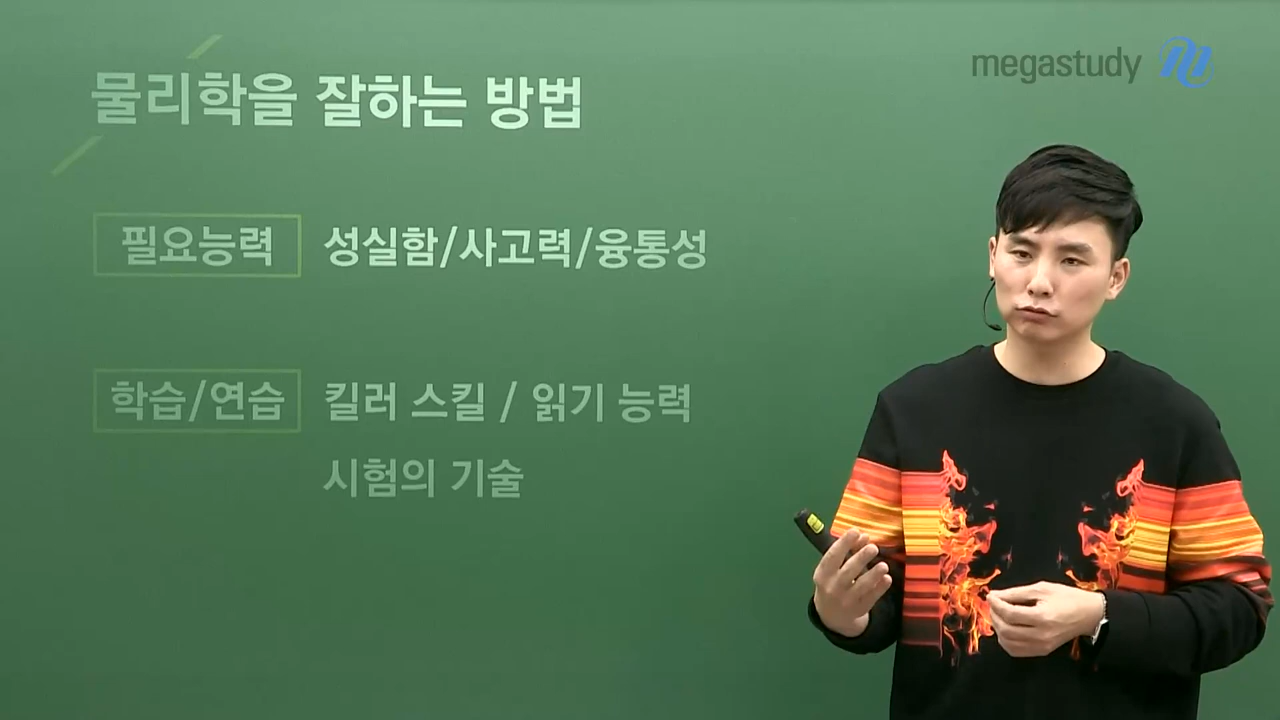 megastudy
물리학을 잘하는 방법
필요능력 성실함/사고력/융통성
학습/연습 킬러 스킬 / 읽기 능력
시험의 기술